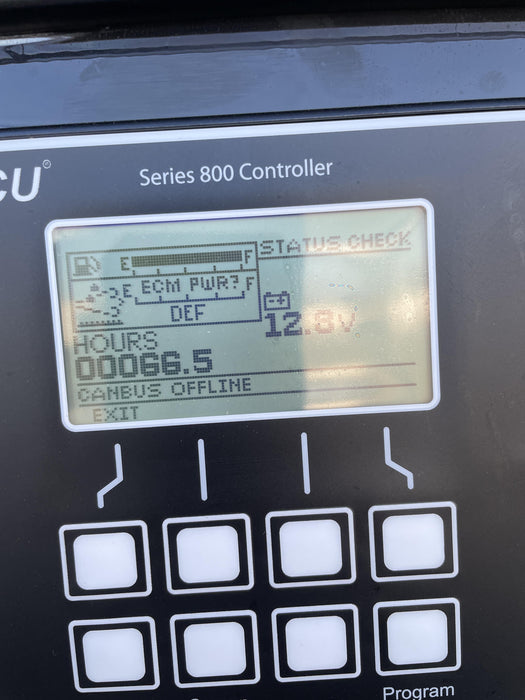 CU®
Series 800 Controller
STATUS CHECK
E F
E ECM PWR? F
DEF
12.8V
HOURS
00066.5
CANBUS OFFLINE
EXIT
Program